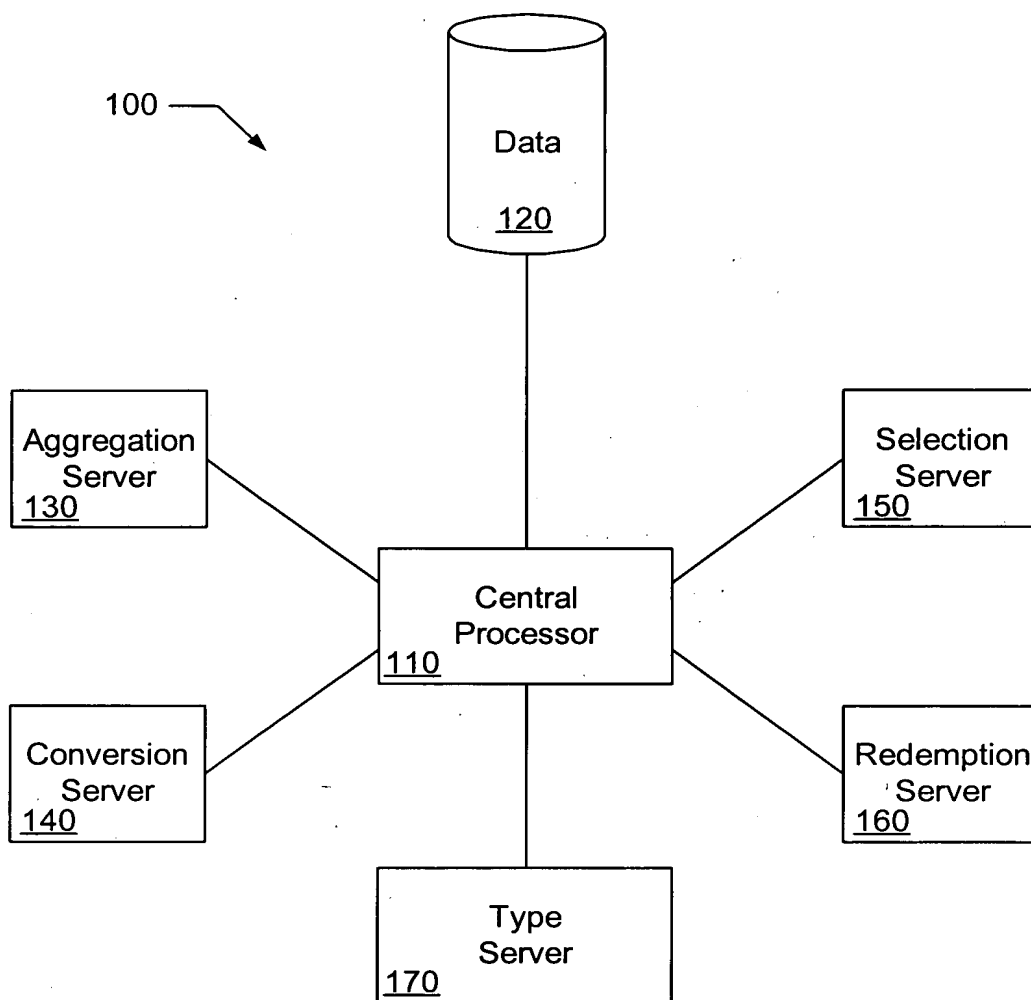 100
Data
120
Aggregation
Server
130
Selection
Server
150
Central
Processor
110
Conversion
Server
140
Redemption
Server
160
Type
Server
170